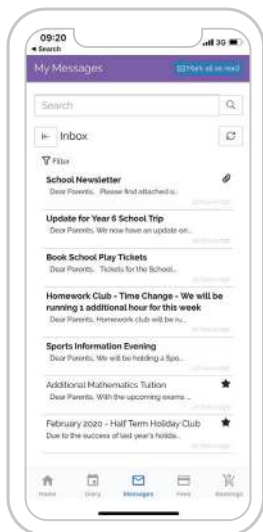 09:20
3G
Search
My Messages
Mark all as read
Search
Inbox
Filter
School Newsletter
Dear Parents, Please find attached o..
Update for Year 6 School Trip
Dear Parents, We now have an update on...
Book School Play Tickets
Dear Parents, Tickets for the School...
Homework Club - Time Change - We will be
running 1 additional hour for this week
Dear Parents, Homework club will be ru..
Sports Information Evening
Dear Parents, We will be holding a Spo...
Additional Mathematics Tuition
Dear Parents, With the upcoming exams ...
February 2020 - Half Term Holiday Club
Due to the success of last year's holida...
Home
Diary
Messages
Fees
Bookings